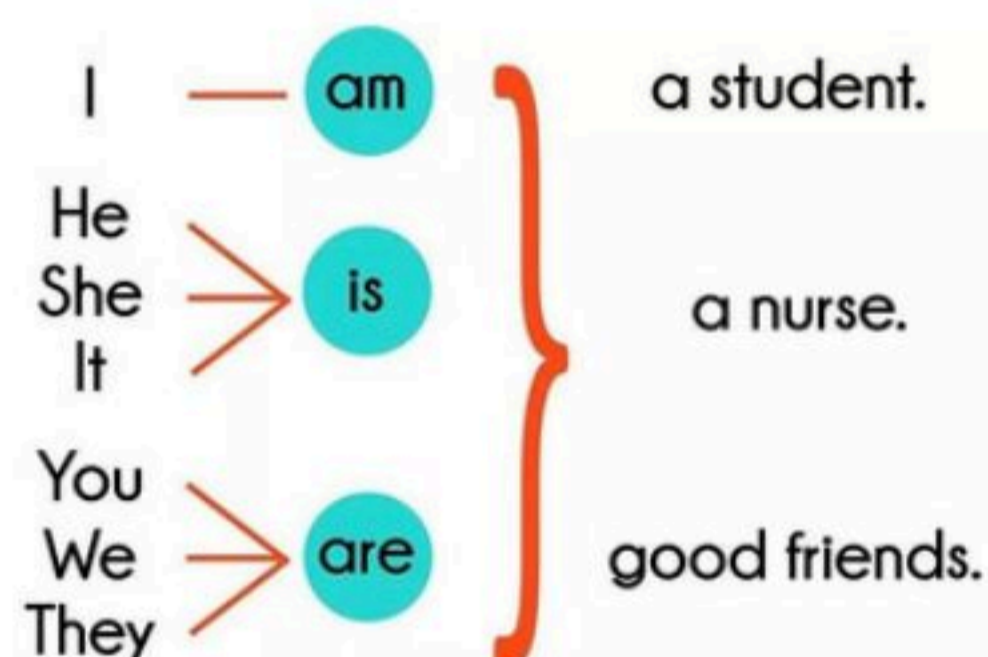 I am a student.
He
She is a nurse.
It
You
We are good friends.
They